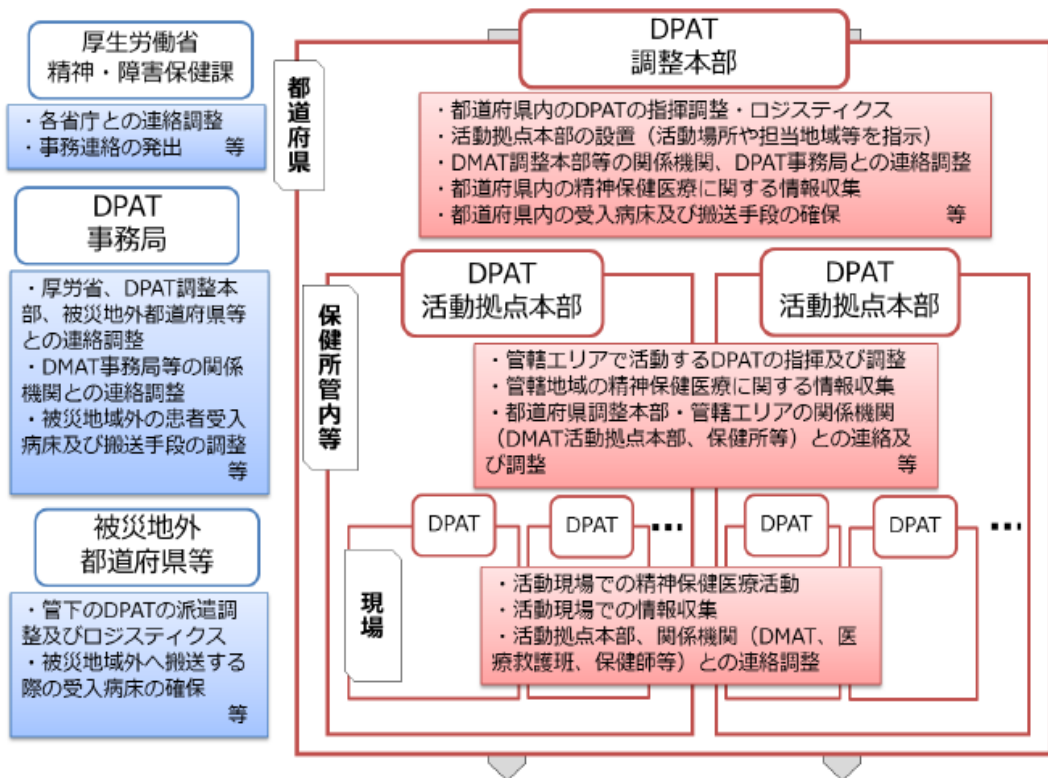 厚生労働省
精神・障害保健課
・各省庁との連絡調整
・事務連絡の発出　等
DPAT
事務局
・厚労省、DPAT調整本
部、被災地外都道府県等
との連絡調整
・DMAT事務局等の関係
機関との連絡調整
・被災地域外の患者受入
病床及び搬送手段の調整
等
被災地外
都道府県等
・管下のDPATの派遣調
整及びロジスティクス
・被災地域外へ搬送する
際の受入病床の確保
等
都道府県
DPAT
調整本部
・都道府県内のDPATの指揮調整・ロジスティクス
・活動拠点本部の設置（活動場所や担当地域等を指示）
・DMAT調整本部等の関係機関、DPAT事務局との連絡調整
・都道府県内の精神保健医療に関する情報収集
・都道府県内の受入病床及び搬送手段の確保　等
保健所管内等
DPAT
活動拠点本部
DPAT
活動拠点本部
・管轄エリアで活動するDPATの指揮及び調整
・管轄地域の精神保健医療に関する情報収集
・都道府県調整本部・管轄エリアの関係機関
（DMAT活動拠点本部、保健所等）との連絡及
び調整　等
現場
DPAT
DPAT
…
DPAT
DPAT
…
・活動現場での精神保健医療活動
・活動現場での情報収集
・活動拠点本部、関係機関（DMAT、医
療救護班、保健師等）との連絡調整